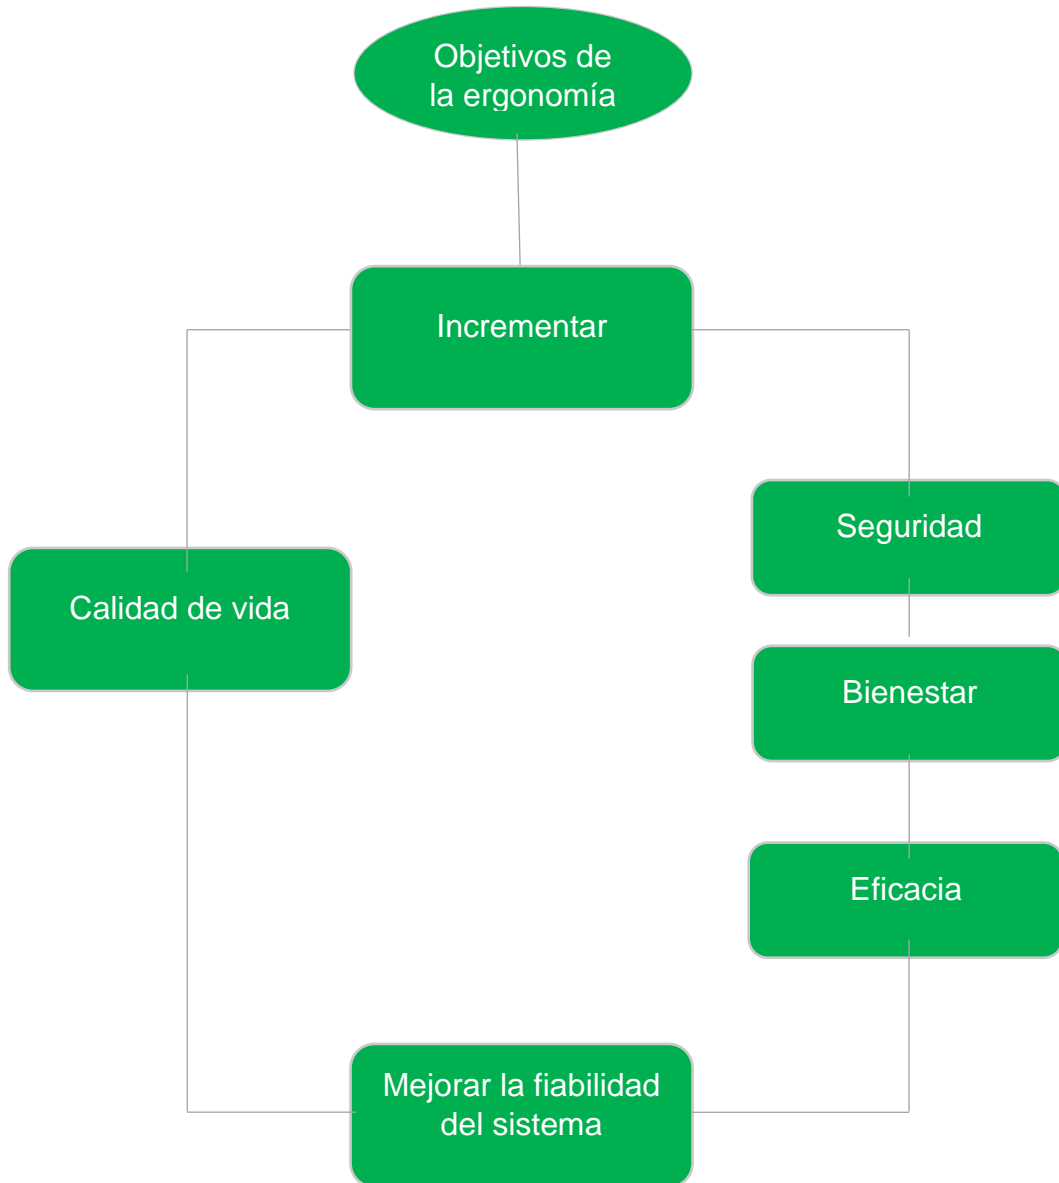 Objetivos de
la ergonomía
Incrementar
Seguridad
Calidad de vida
Bienestar
Eficacia
Mejorar la fiabilidad
del sistema